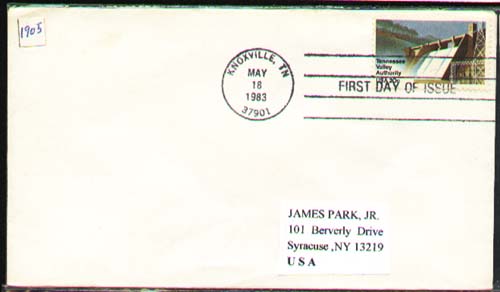 1905
KNOXVILLE, TN
MAY
18
1983
37901
Tennessee
Valley
Authority
FIRST DAY OF ISSUE
JAMES PARK, JR.
101 Berverly Drive
Syracuse ,NY 13219
U S A